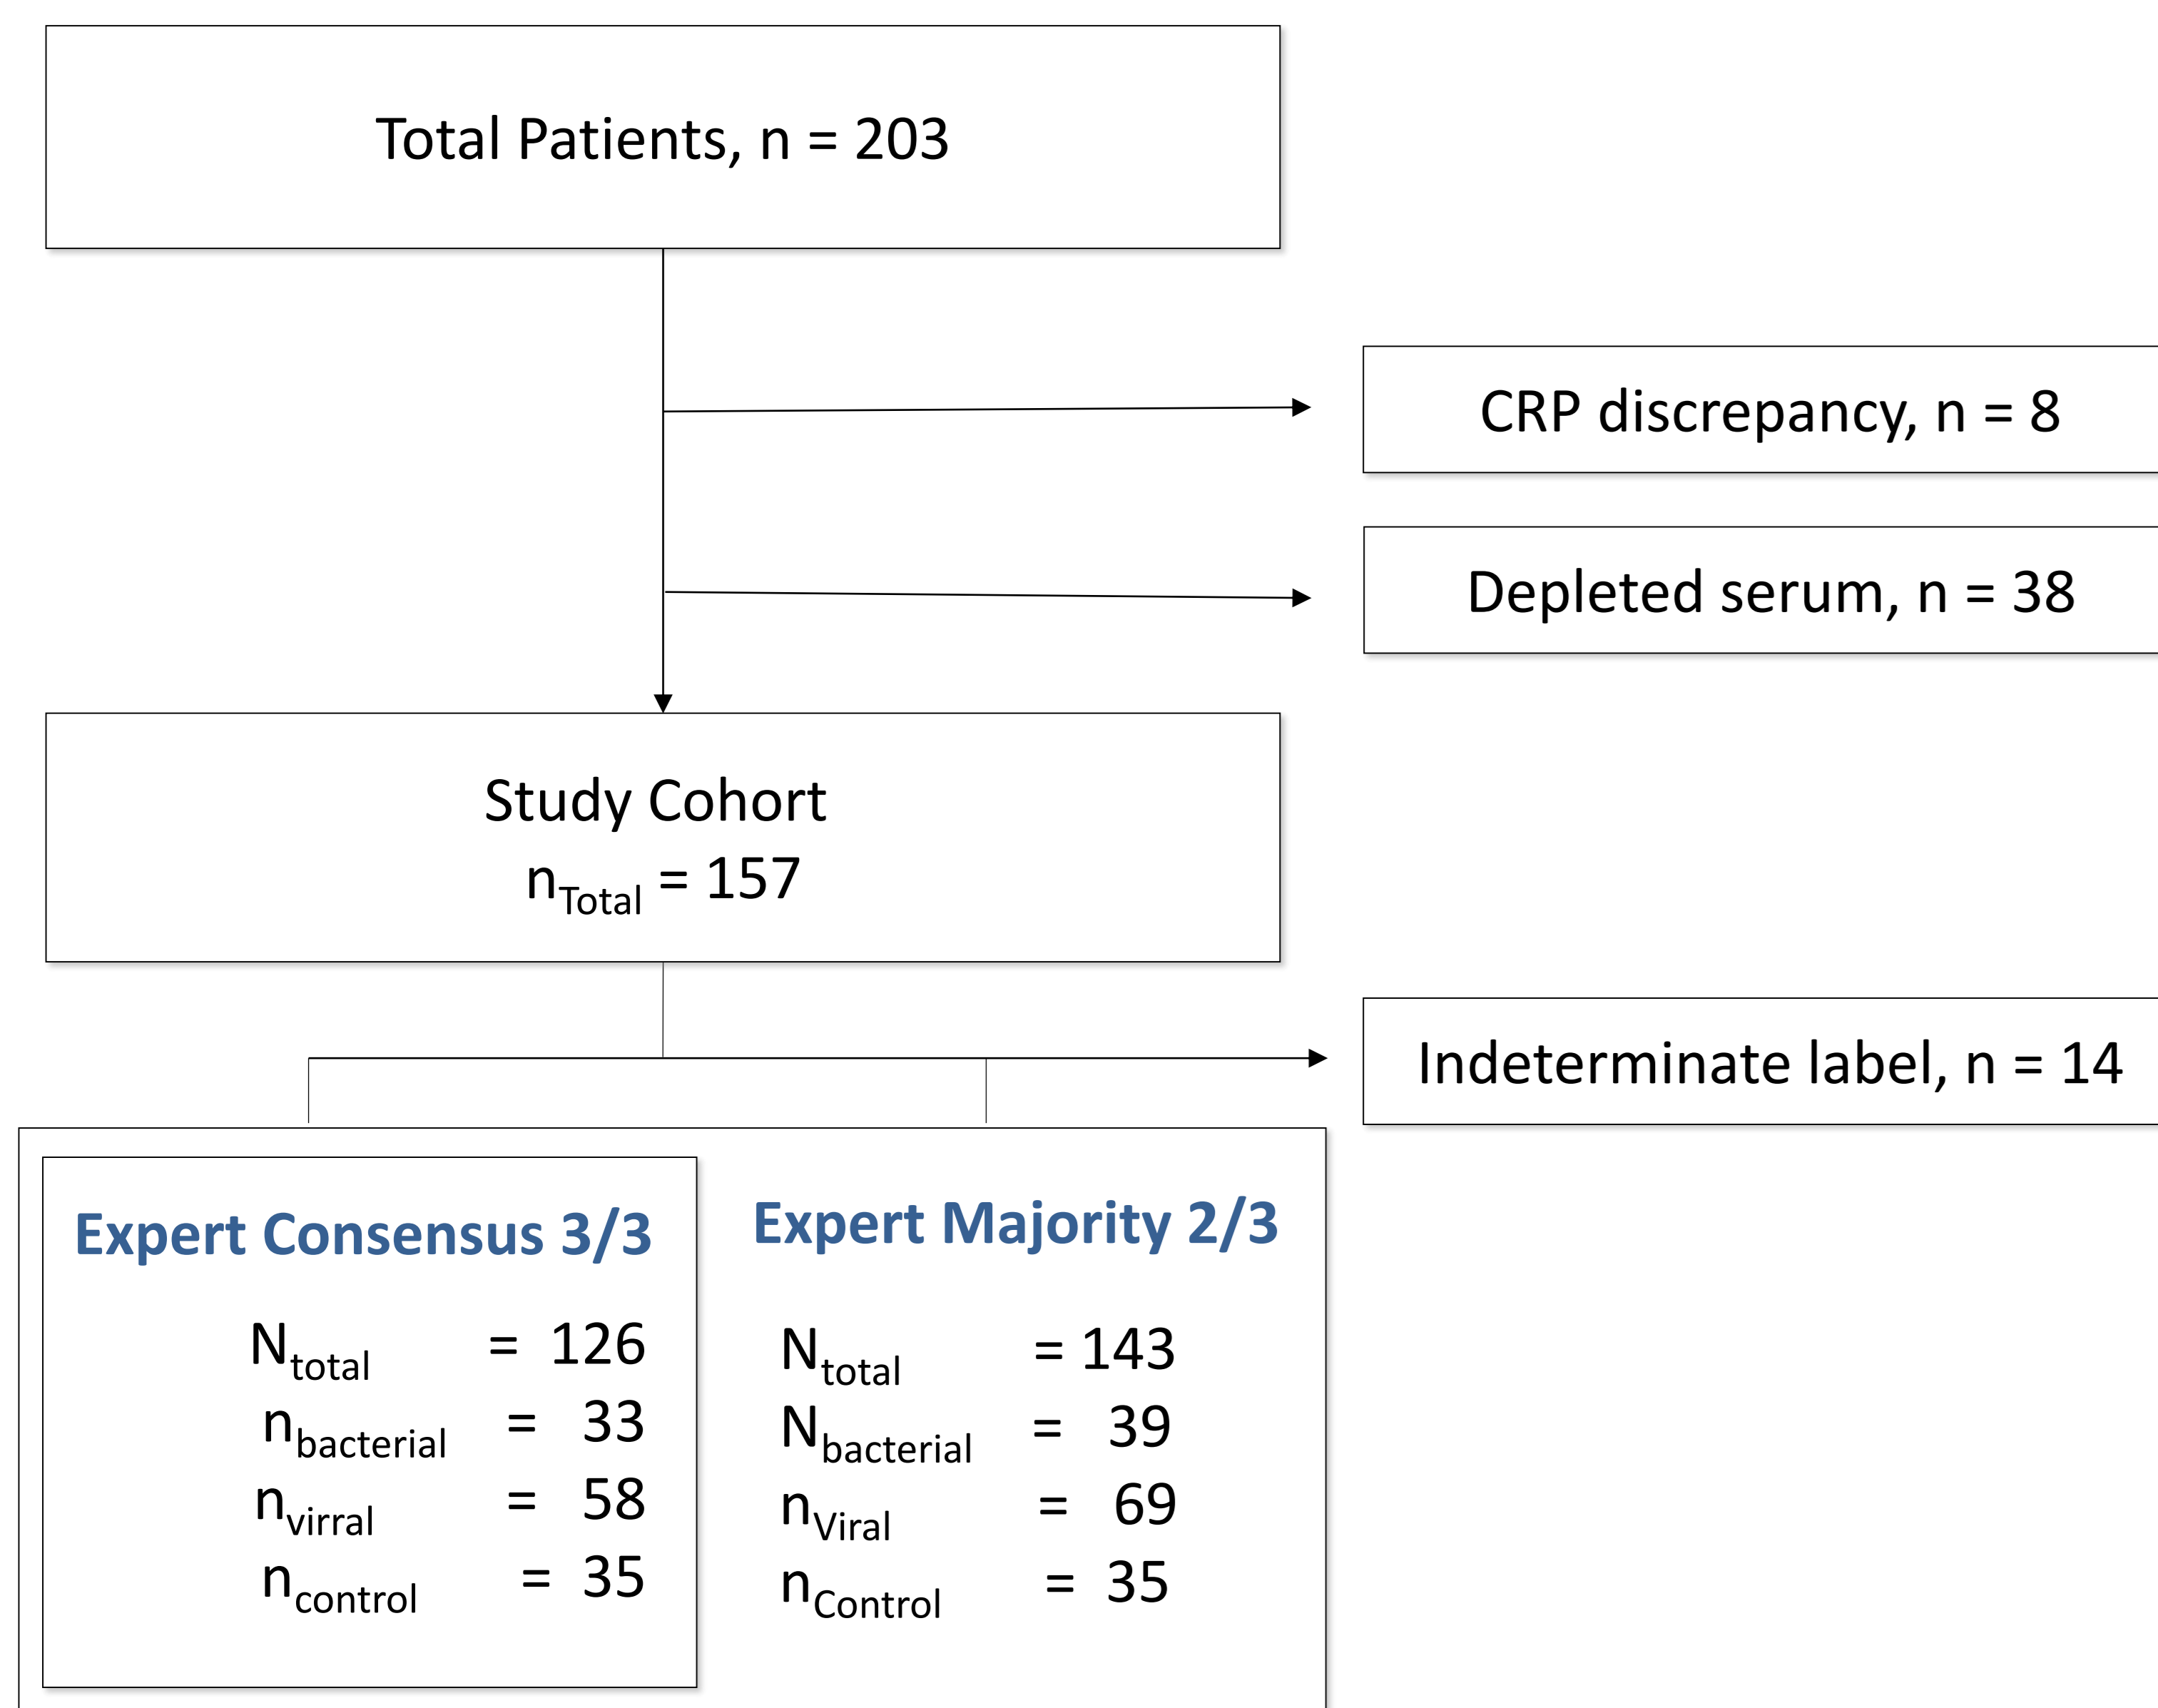 Total Patients, n = 203
CRP discrepancy, n = 8
Depleted serum, n = 38
Study Cohort
nTotal = 157
Indeterminate label, n = 14
Expert Consensus 3/3
Ntotal = 126
nbacterial = 33
nvirral = 58
ncontrol = 35
Expert Majority 2/3
Ntotal = 143
Nbacterial = 39
nViral = 69
nControl = 35